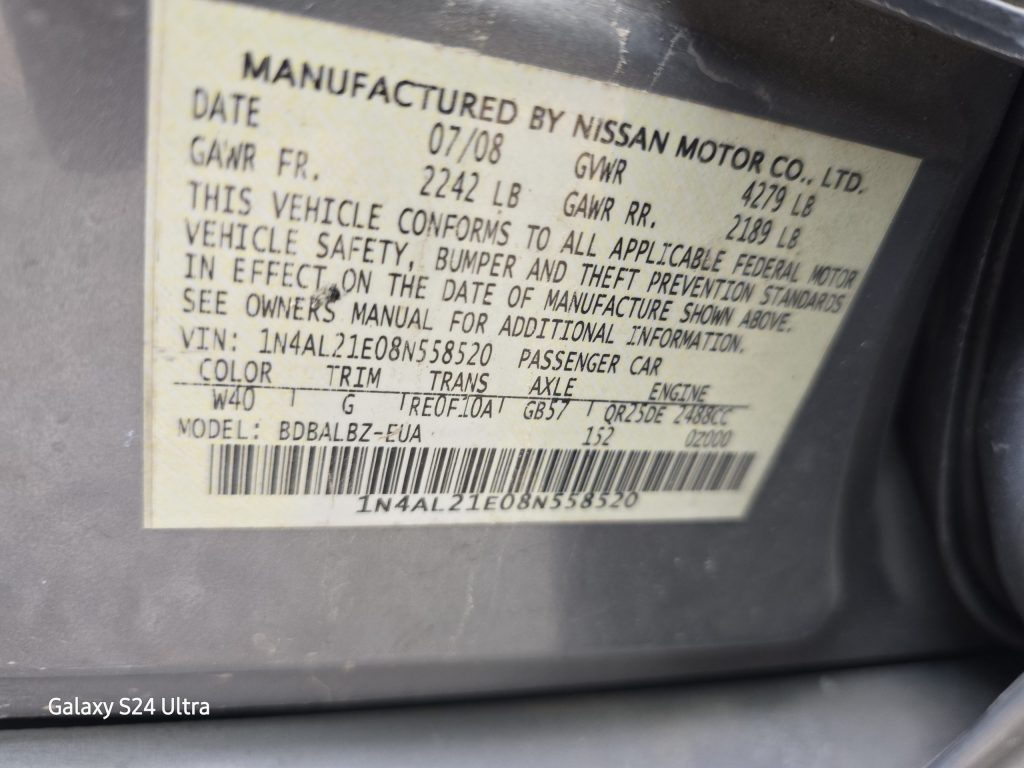 MANUFACTURED BY NISSAN MOTOR CO., LTD.
DATE 07/08 GVWR 4279 LB
GAWR FR. 2242 LB GAWR RR. 2189 LB
THIS VEHICLE CONFORMS TO ALL APPLICABLE FEDERAL MOTOR
VEHICLE SAFETY, BUMPER AND THEFT PREVENTION STANDARDS
IN EFFECT ON THE DATE OF MANUFACTURE SHOWN ABOVE.
SEE OWNERS MANUAL FOR ADDITIONAL INFORMATION.
VIN: 1N4AL21E08N558520 PASSENGER CAR
COLOR TRIM TRANS AXLE ENGINE
W40 G RE0F10A GB57 QR25DE 2488CC
MODEL: BDBALBZ-EUA 152 0Z000
1N4AL21E08N558520
Galaxy S24 Ultra